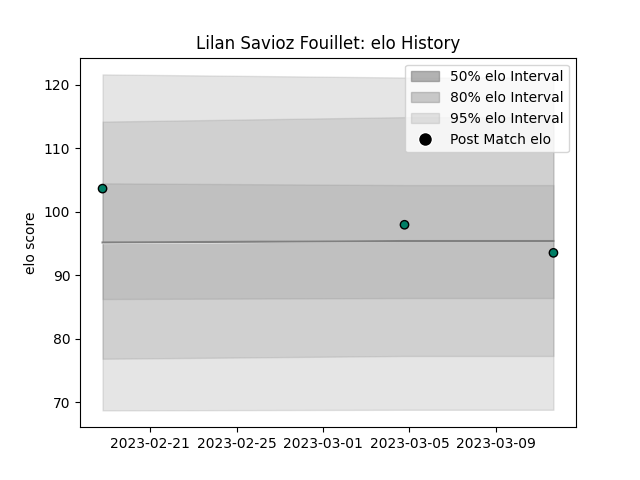 Lilan Savioz Fouillet: elo History
120
110
100
90
80
70
elo score
50% elo Interval
80% elo Interval
95% elo Interval
Post Match elo
2023-02-21 2023-02-25 2023-03-01 2023-03-05 2023-03-09